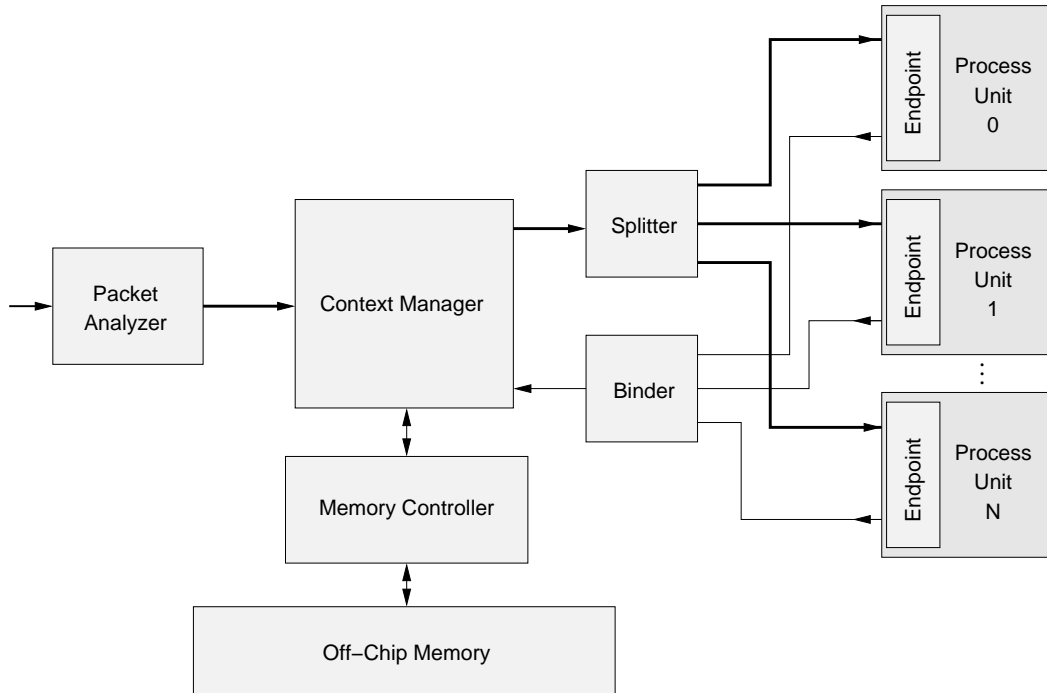 Endpoint
Process
Unit
0
Splitter
Endpoint
Process
Unit
1
Packet
Analyzer
Context Manager
Binder
Endpoint
Process
Unit
N
Memory Controller
Off−Chip Memory